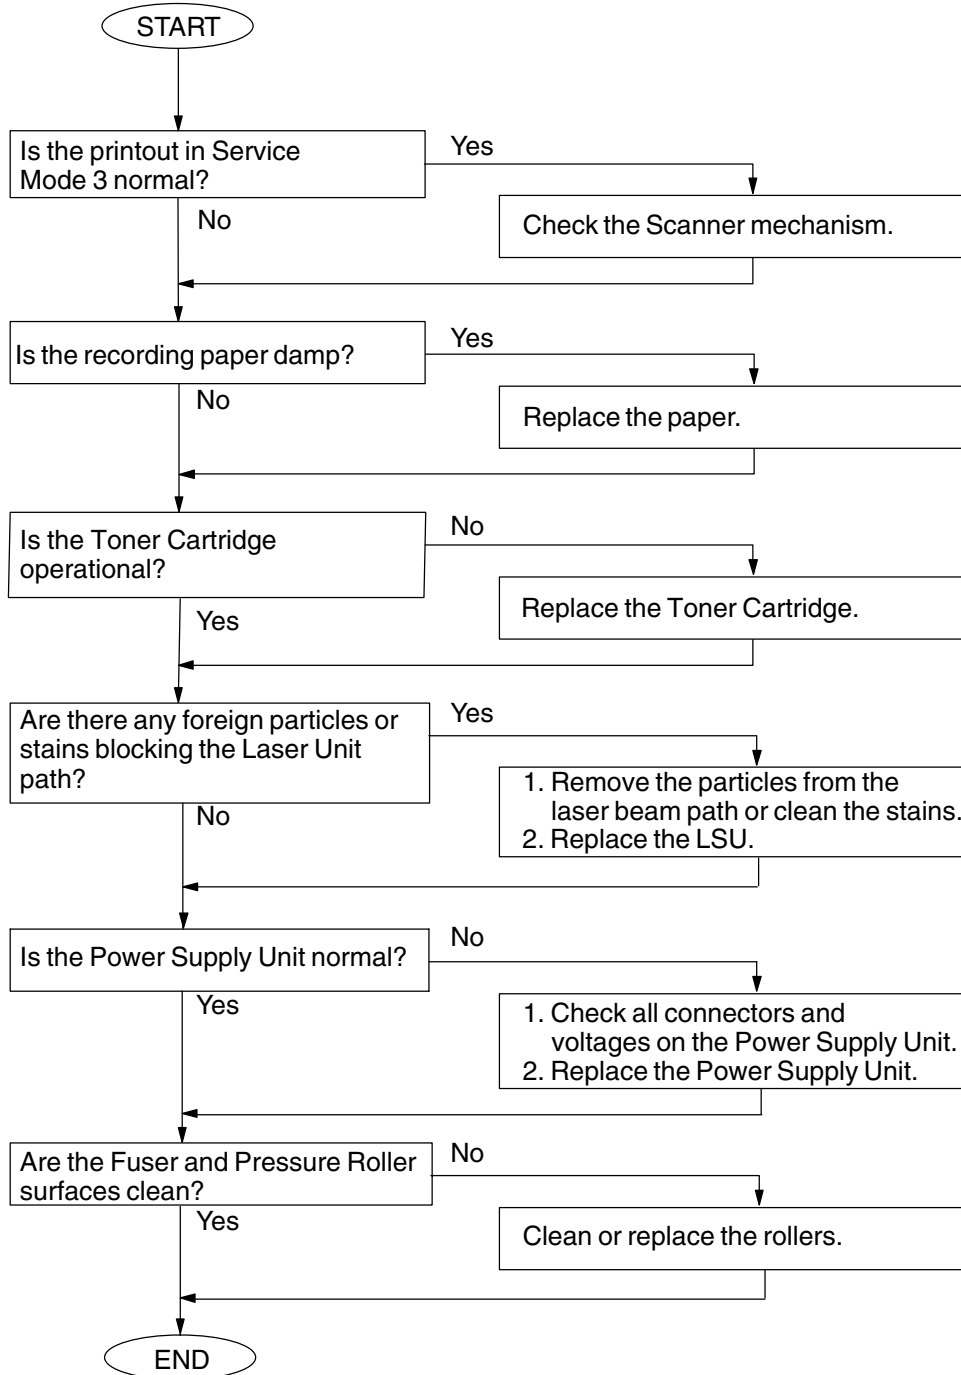 START
Is the printout in Service
Mode 3 normal?
Yes
No
Check the Scanner mechanism.
Is the recording paper damp?
Yes
No
Replace the paper.
Is the Toner Cartridge
operational?
No
Yes
Replace the Toner Cartridge.
Are there any foreign particles or
stains blocking the Laser Unit
path?
Yes
No
1. Remove the particles from the
laser beam path or clean the stains.
2. Replace the LSU.
Is the Power Supply Unit normal?
No
Yes
1. Check all connectors and
voltages on the Power Supply Unit.
2. Replace the Power Supply Unit.
Are the Fuser and Pressure Roller
surfaces clean?
No
Yes
Clean or replace the rollers.
END